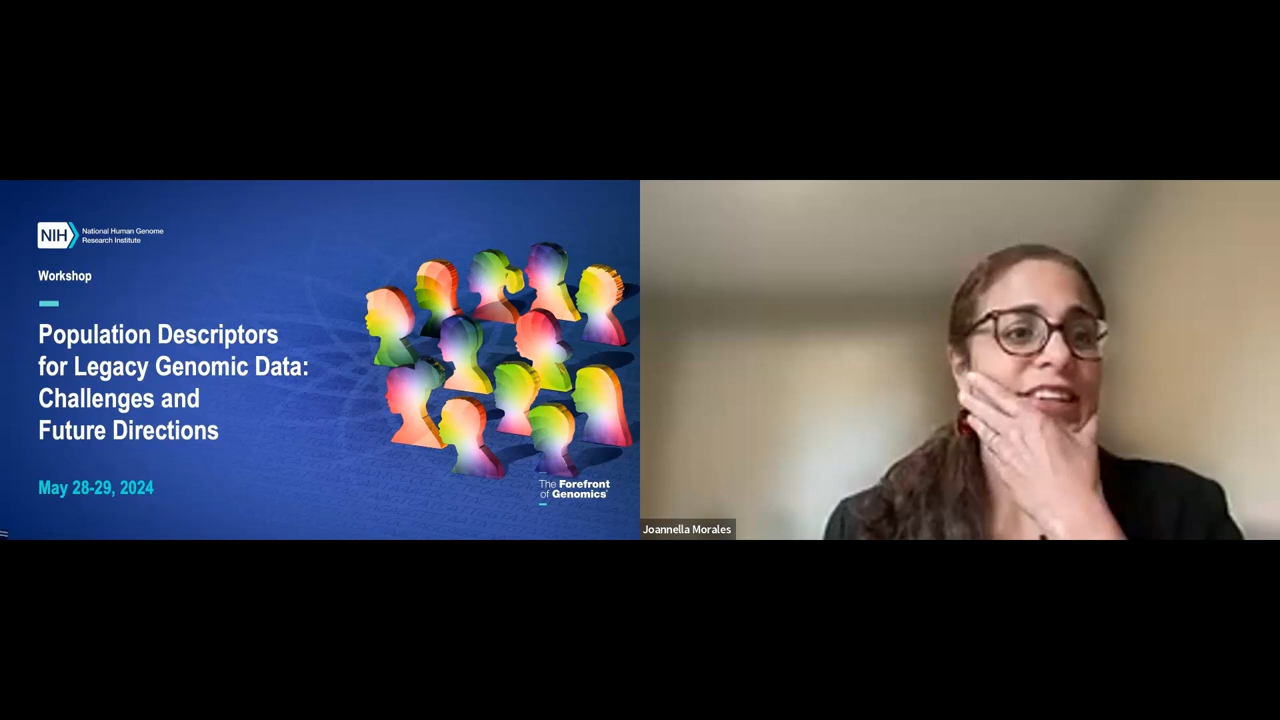 NIH
National Human Genome
Research Institute
Workshop
Population Descriptors
for Legacy Genomic Data:
Challenges and
Future Directions
May 28-29, 2024
The Forefront
of Genomics®
Joannella Morales